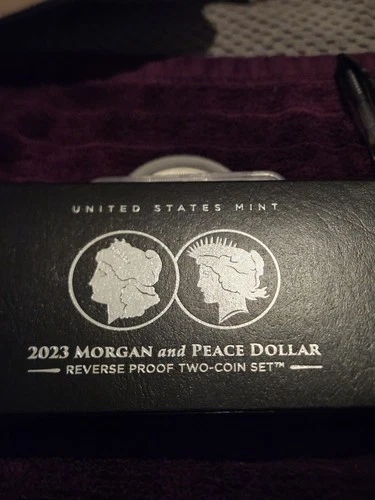 UNITED STATES MINT
2023 MORGAN and PEACE DOLLAR
REVERSE PROOF TWO-COIN SET™